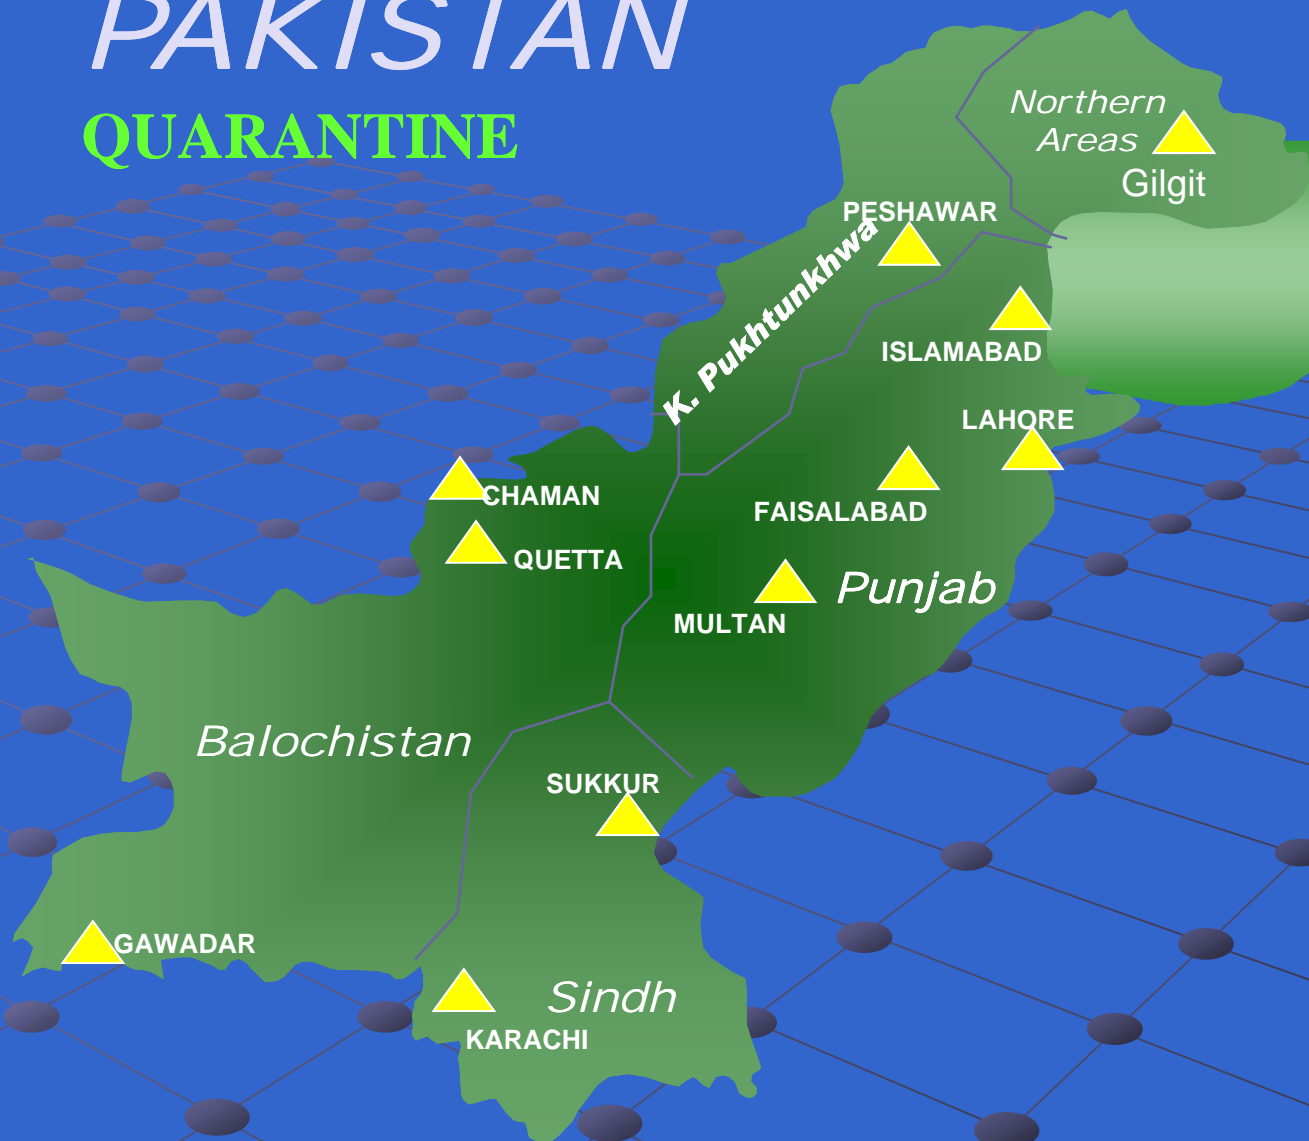 PAKISTAN
QUARANTINE
Northern
Areas
Gilgit
PESHAWAR
K. Pukhtunkhwa
ISLAMABAD
LAHORE
CHAMAN
FAISALABAD
QUETTA
Punjab
MULTAN
Balochistan
SUKKUR
GAWADAR
Sindh
KARACHI